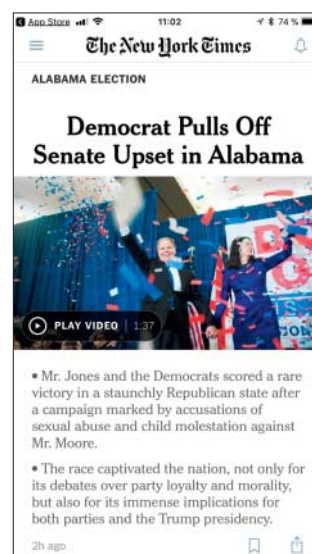 App Store 11:02 74 %
The New York Times
ALABAMA ELECTION
Democrat Pulls Off
Senate Upset in Alabama
PLAY VIDEO 1:37
• Mr. Jones and the Democrats scored a rare
victory in a staunchly Republican state after
a campaign marked by accusations of
sexual abuse and child molestation against
Mr. Moore.
• The race captivated the nation, not only for
its debates over party loyalty and morality,
but also for its immense implications for
both parties and the Trump presidency.
2h ago